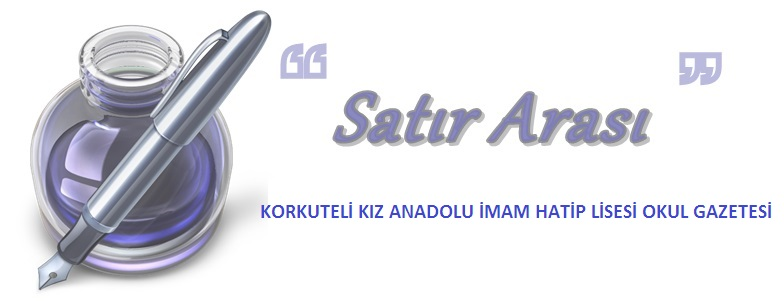 “ ”
Satır Arası
KORKUTELİ KIZ ANADOLU İMAM HATİP LİSESİ OKUL GAZETESİ